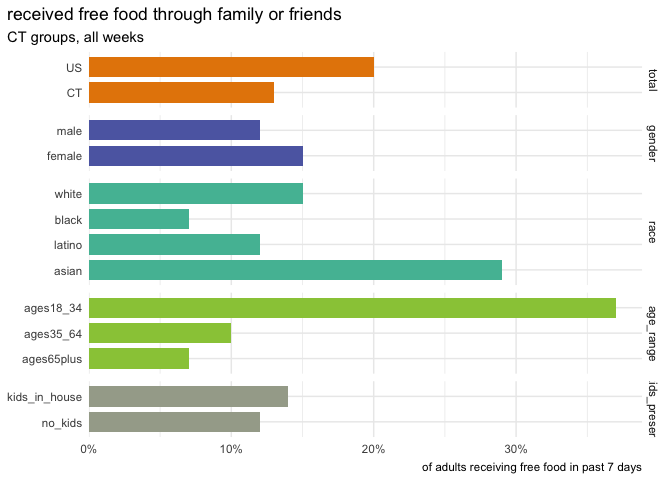 received free food through family or friends
CT groups, all weeks
US
CT
total
male
female
gender
white
black
latino
asian
race
ages18_34
ages35_64
ages65plus
age_range
kids_in_house
no_kids
ids_preser
0%
10%
20%
30%
of adults receiving free food in past 7 days